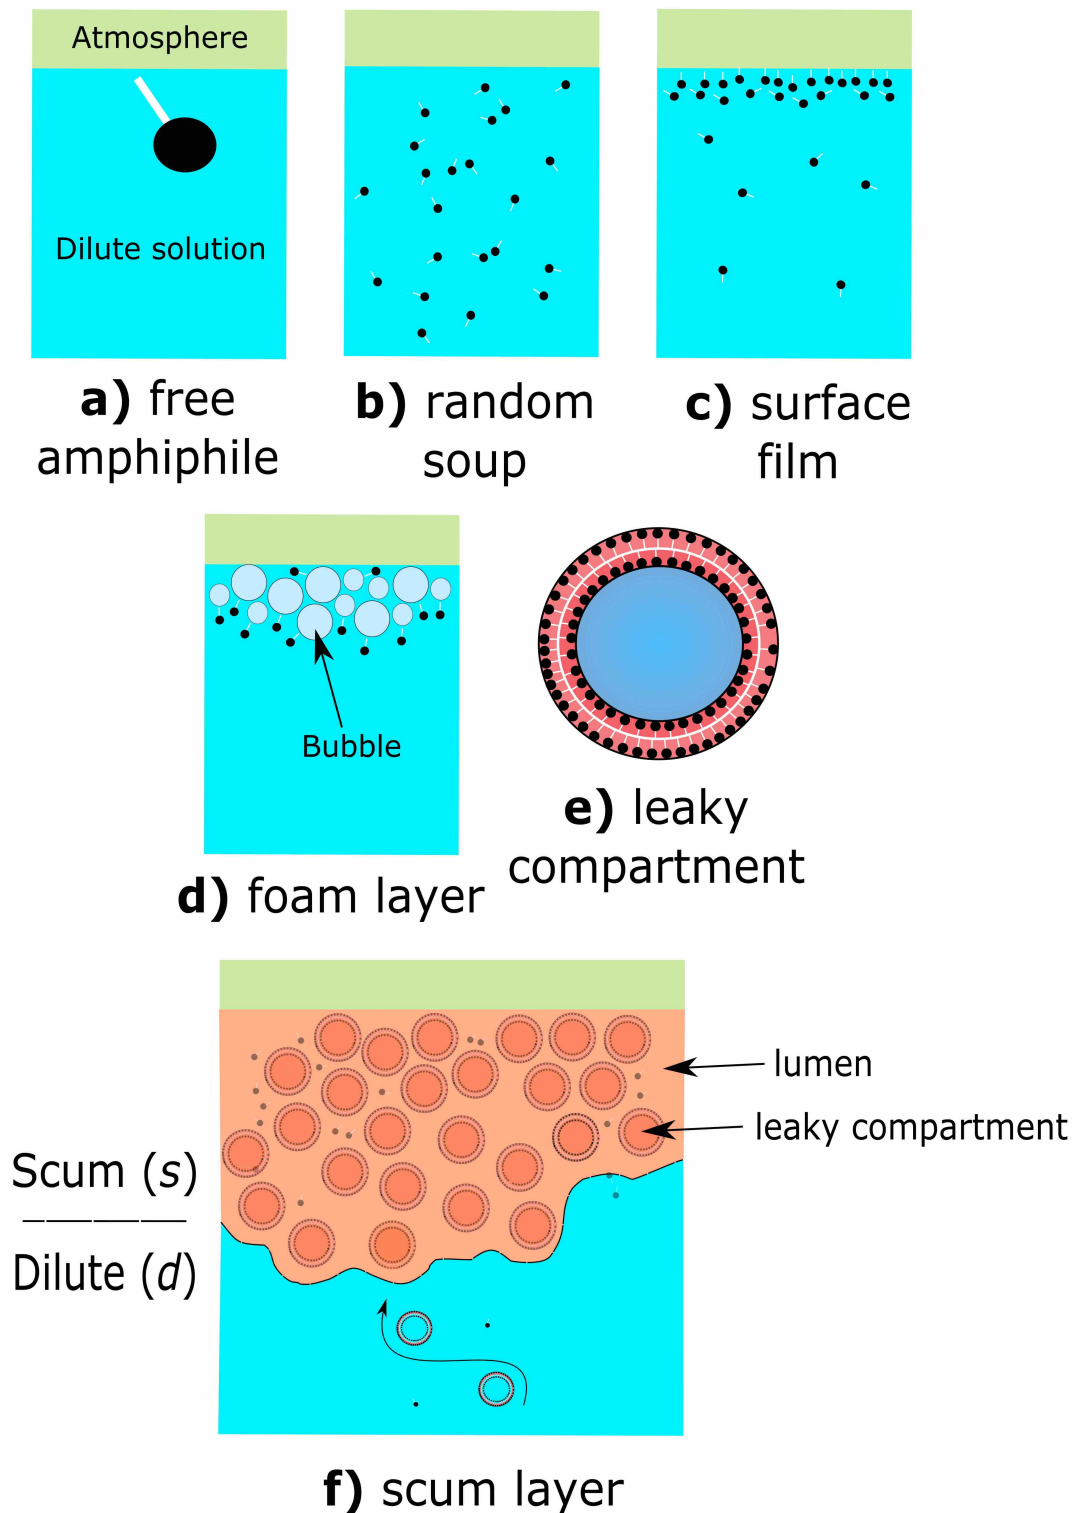 Atmosphere
Dilute solution
a) free
amphiphile
b) random
soup
c) surface
film
Bubble
d) foam layer
e) leaky
compartment
lumen
leaky compartment
Scum (s)
Dilute (d)
f) scum layer